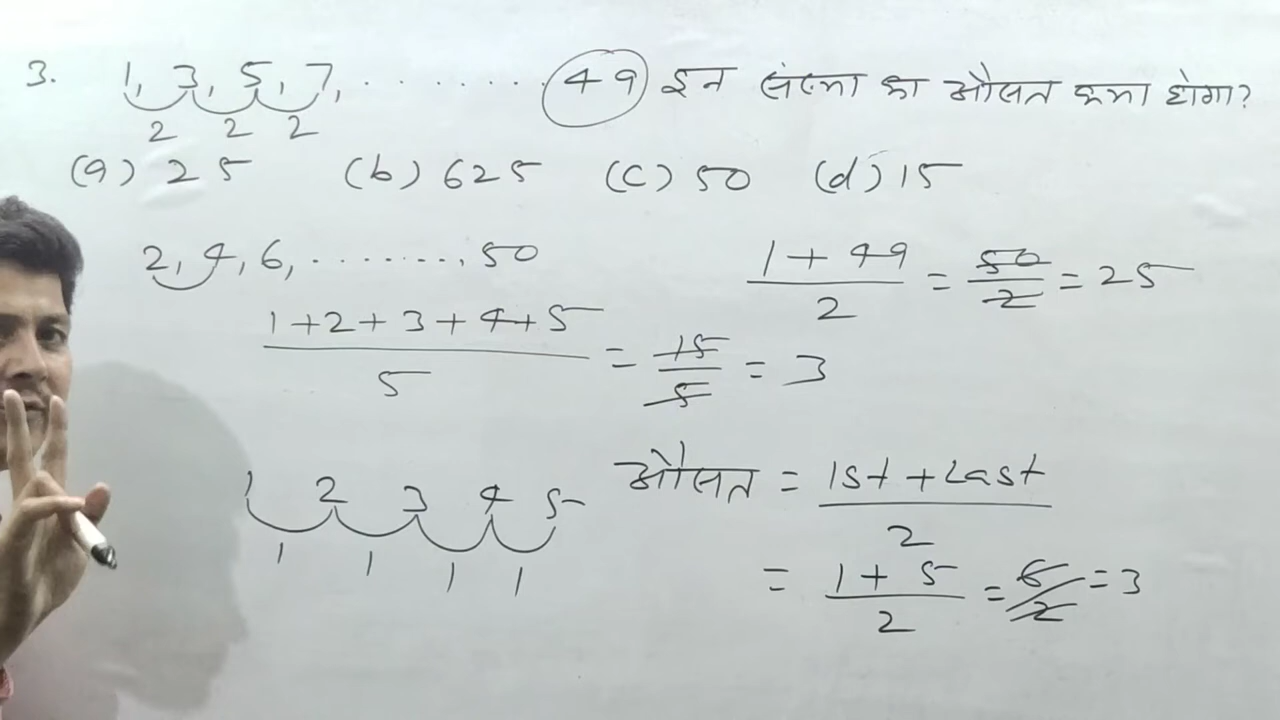 3. 1, 3, 5, 7, ......... 49 इन संख्या का औसत क्या होगा?
2 2 2
(a) 25 (b) 625 (c) 50 (d) 15
2, 4, 6, ........, 50
1 + 49 / 2 = 50 / 2 = 25
1 + 2 + 3 + 4 + 5 / 5 = 15 / 5 = 3
1 2 3 4 5
1 1 1 1
औसत = 1st + Last / 2
= 1 + 5 / 2 = 6 / 2 = 3